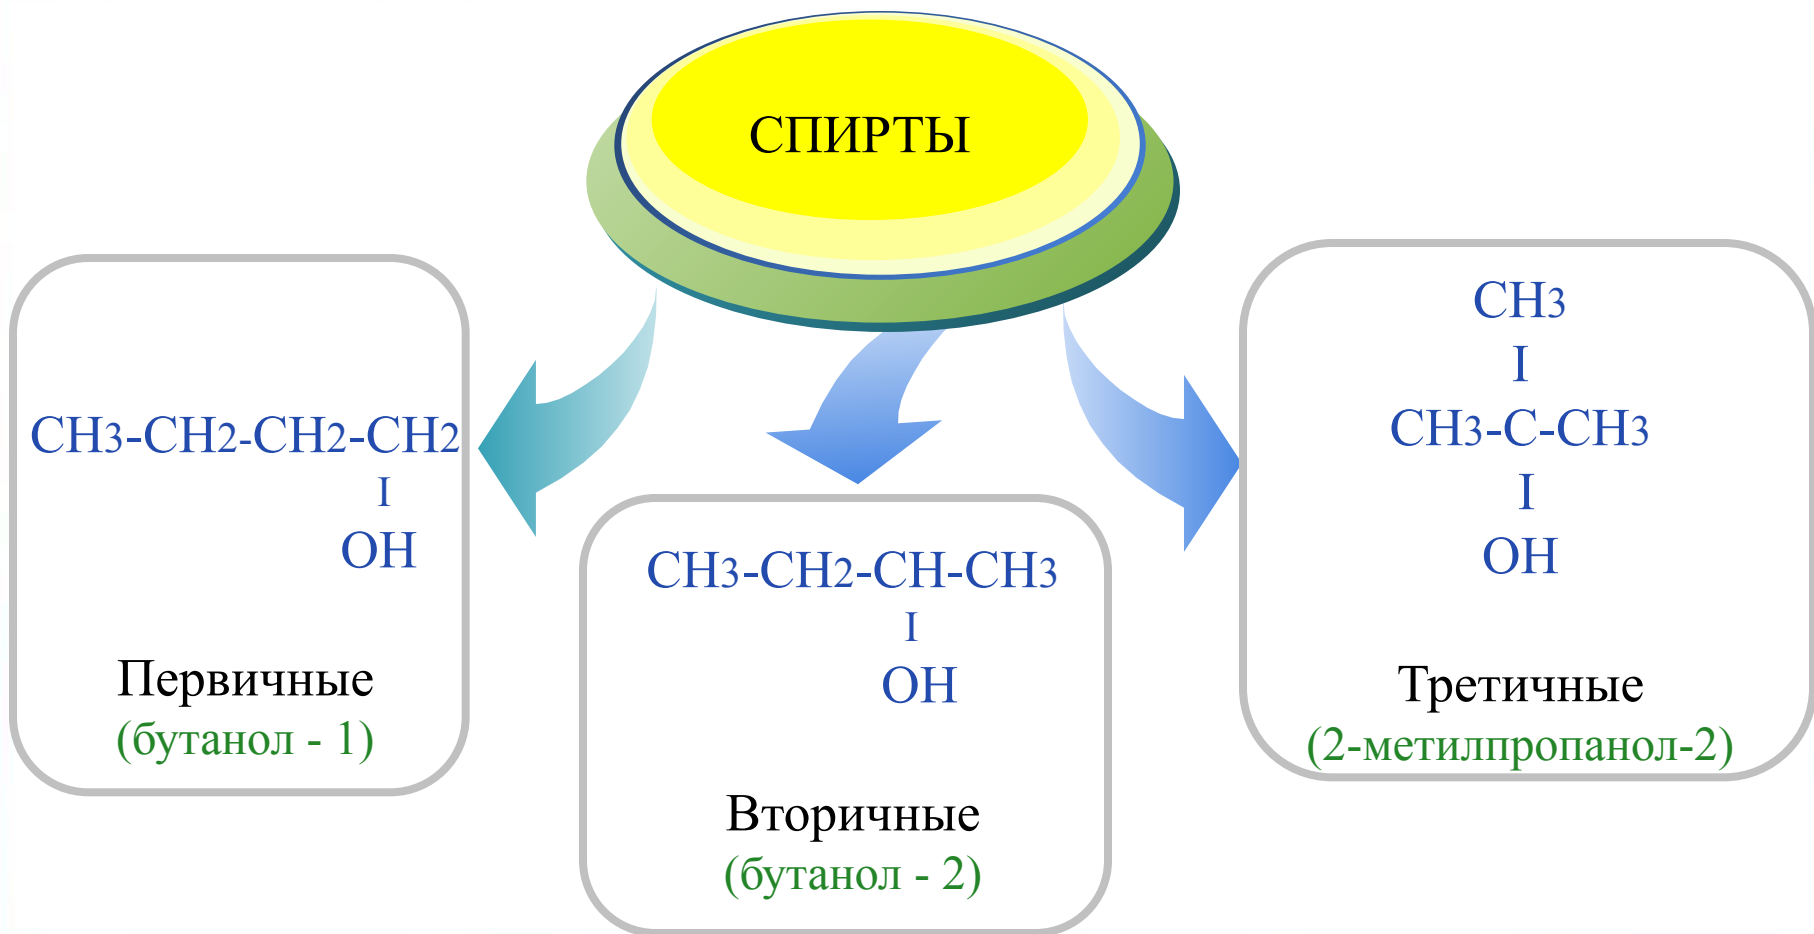 СПИРТЫ
CH3-CH2-CH2-CH2
I
OH
Первичные
(бутанол - 1)
CH3-CH2-CH-CH3
I
OH
Вторичные
(бутанол - 2)
CH3
I
CH3-C-CH3
I
OH
Третичные
(2-метилпропанол-2)